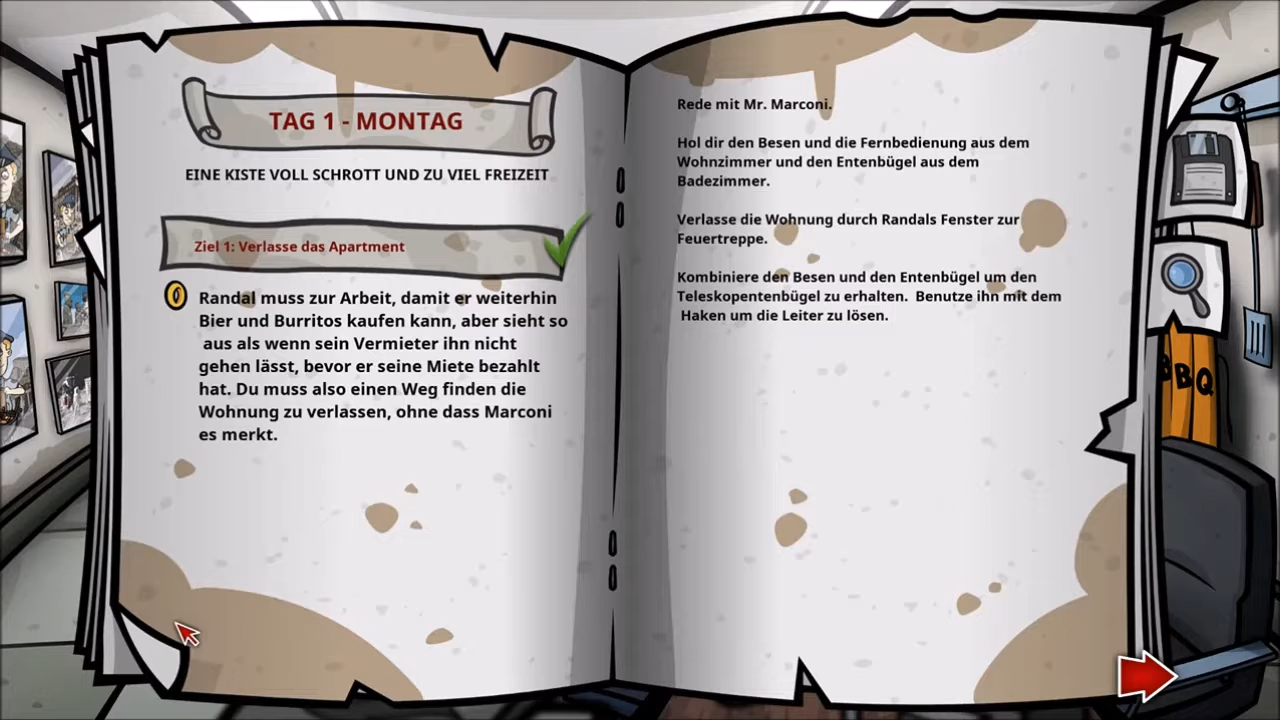 TAG 1 - MONTAG
EINE KISTE VOLL SCHROTT UND ZU VIEL FREIZEIT
Ziel 1: Verlasse das Apartment
Randal muss zur Arbeit, damit er weiterhin
Bier und Burritos kaufen kann, aber sieht so
aus als wenn sein Vermieter ihn nicht
gehen lässt, bevor er seine Miete bezahlt
hat. Du muss also einen Weg finden die
Wohnung zu verlassen, ohne dass Marconi
es merkt.
Rede mit Mr. Marconi.
Hol dir den Besen und die Fernbedienung aus dem
Wohnzimmer und den Entenbügel aus dem
Badezimmer.
Verlasse die Wohnung durch Randals Fenster zur
Feuertreppe.
Kombiniere den Besen und den Entenbügel um den
Teleskopentenbügel zu erhalten.  Benutze ihn mit dem
Haken um die Leiter zu lösen.
BBQ